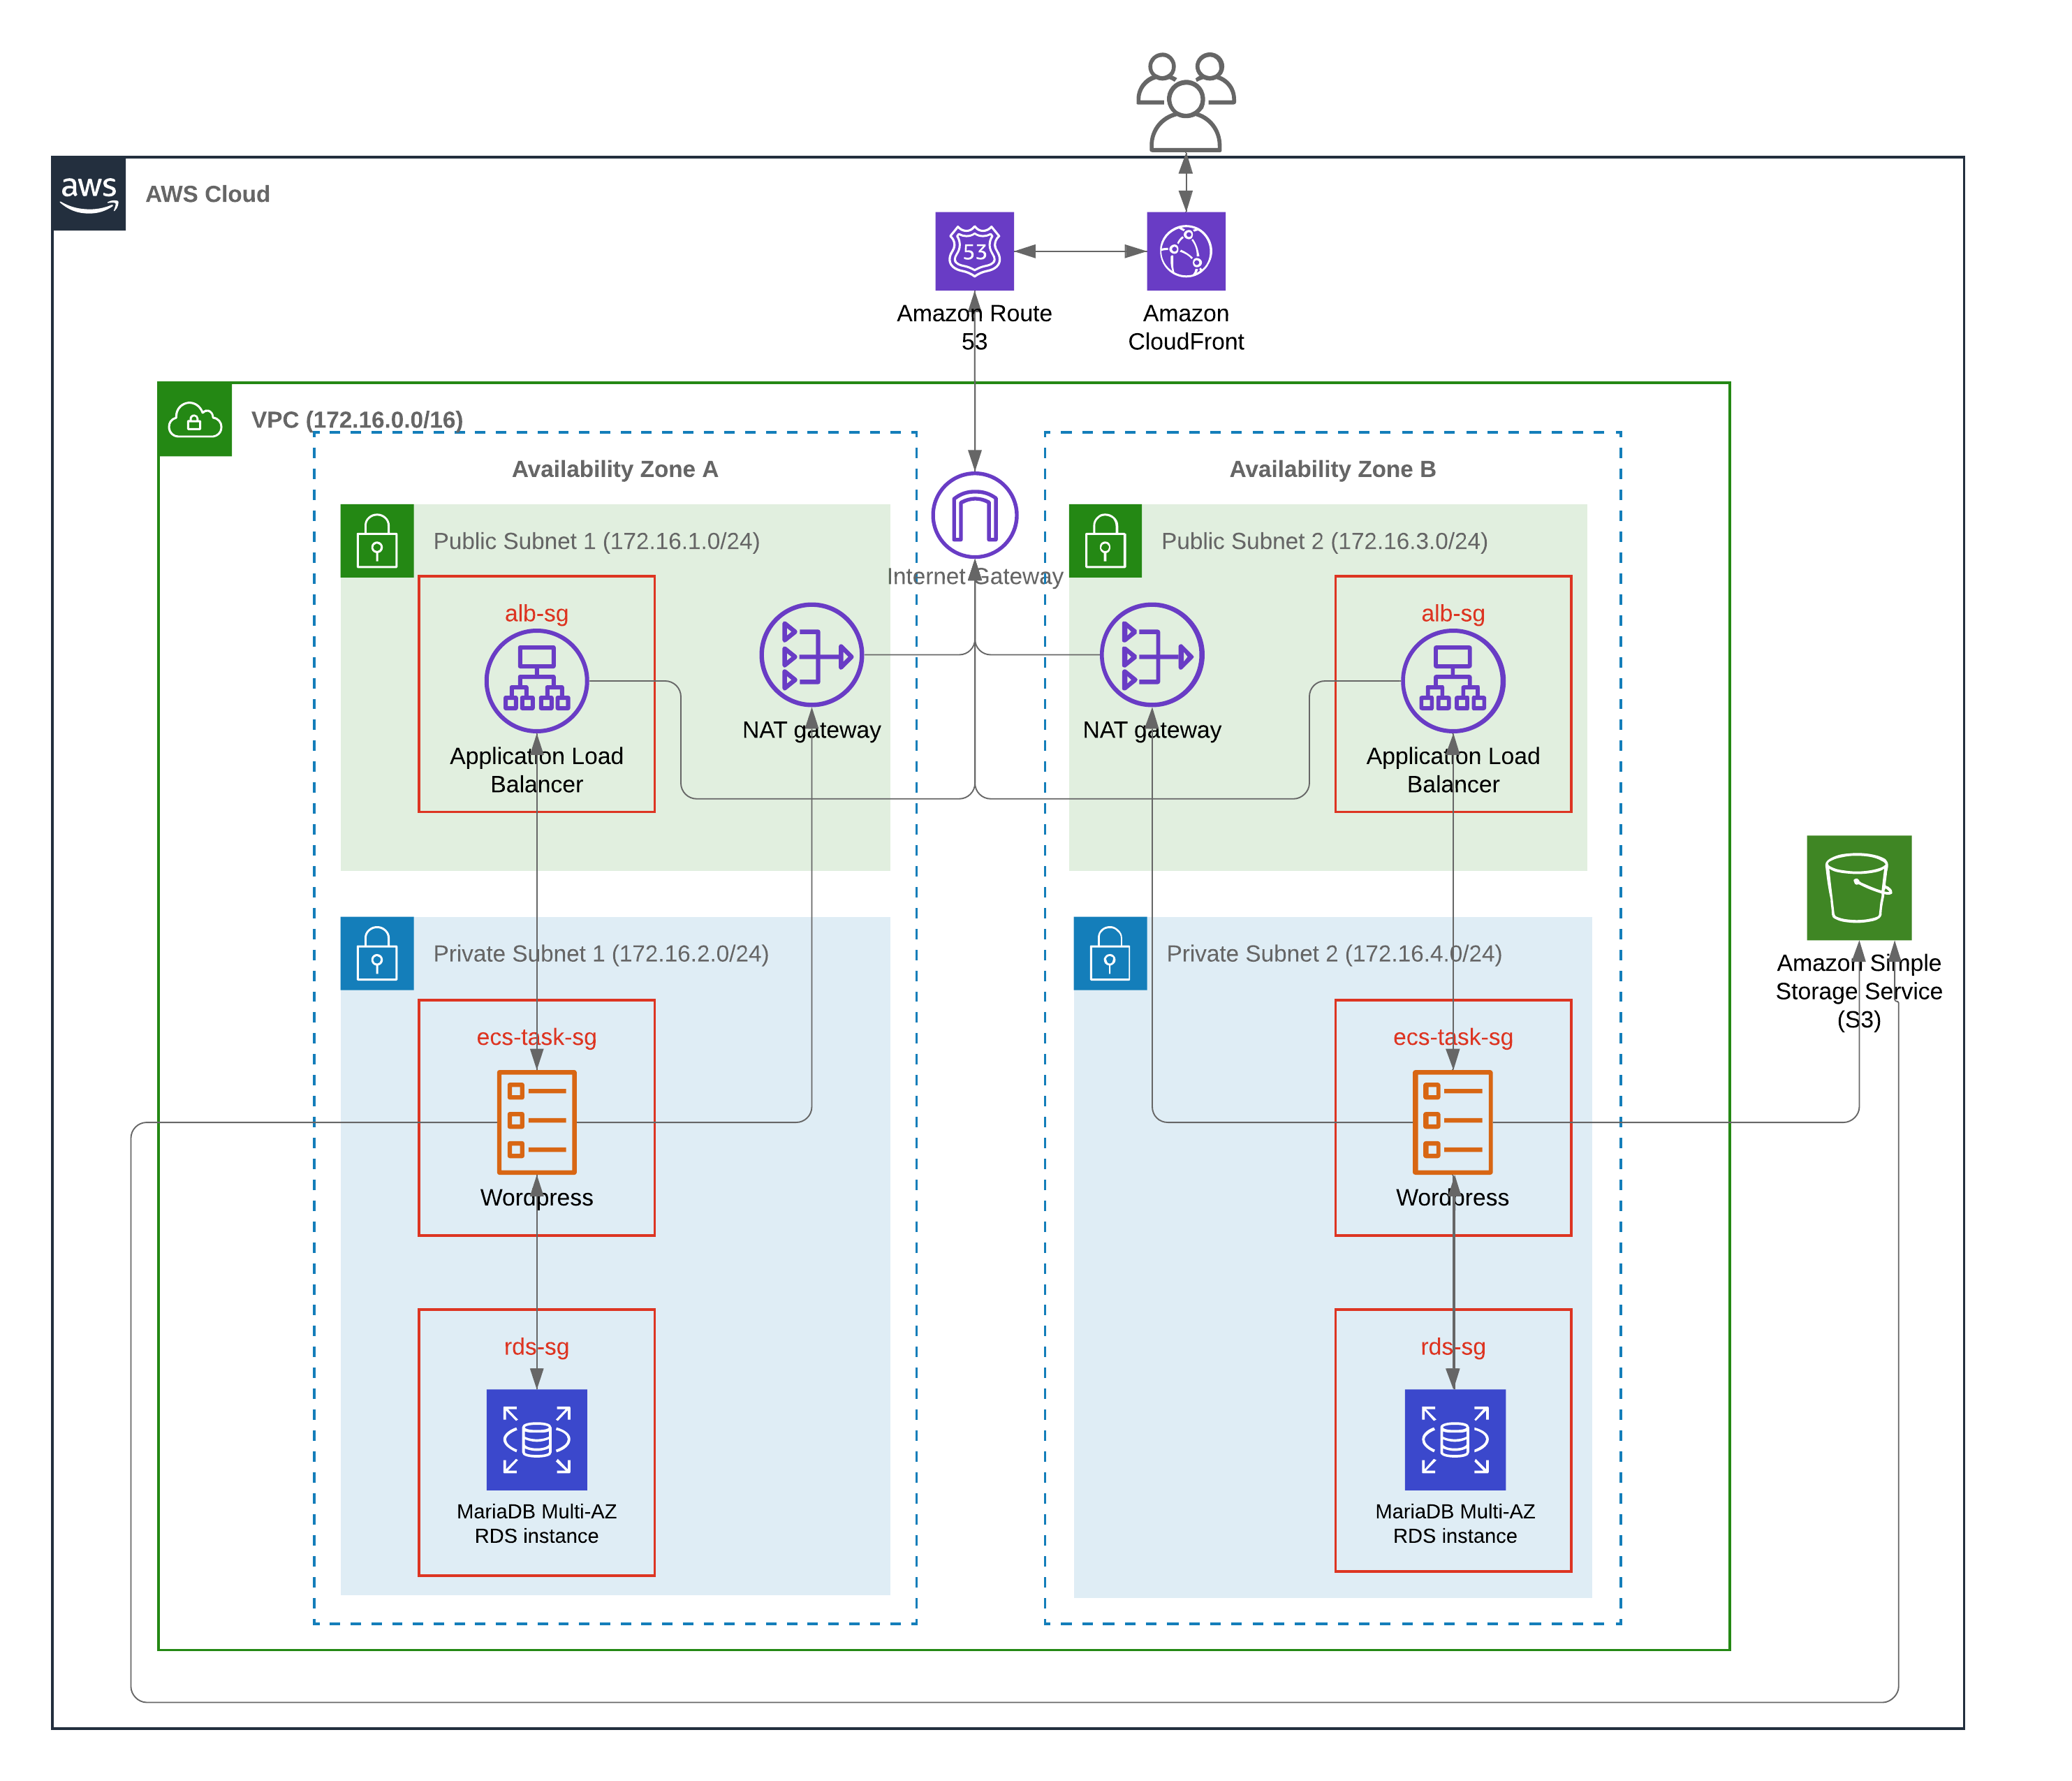 aws
AWS Cloud
53
Amazon Route
53
Amazon
CloudFront
VPC (172.16.0.0/16)
Availability Zone A
Availability Zone B
Public Subnet 1 (172.16.1.0/24)
Internet Gateway
Public Subnet 2 (172.16.3.0/24)
alb-sg
Application Load
Balancer
NAT gateway
NAT gateway
alb-sg
Application Load
Balancer
Private Subnet 1 (172.16.2.0/24)
Private Subnet 2 (172.16.4.0/24)
Amazon Simple
Storage Service
(S3)
ecs-task-sg
Wordpress
ecs-task-sg
Wordpress
rds-sg
MariaDB Multi-AZ
RDS instance
rds-sg
MariaDB Multi-AZ
RDS instance